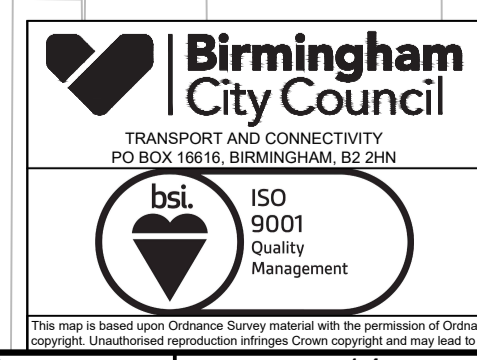 Birmingham
City Council
TRANSPORT AND CONNECTIVITY
PO BOX 16616, BIRMINGHAM, B2 2HN
bsi.
ISO
9001
Quality
Management
This map is based upon Ordnance Survey material with the permission of
copyright. Unauthorised reproduction infringes Crown copyright and may lead to